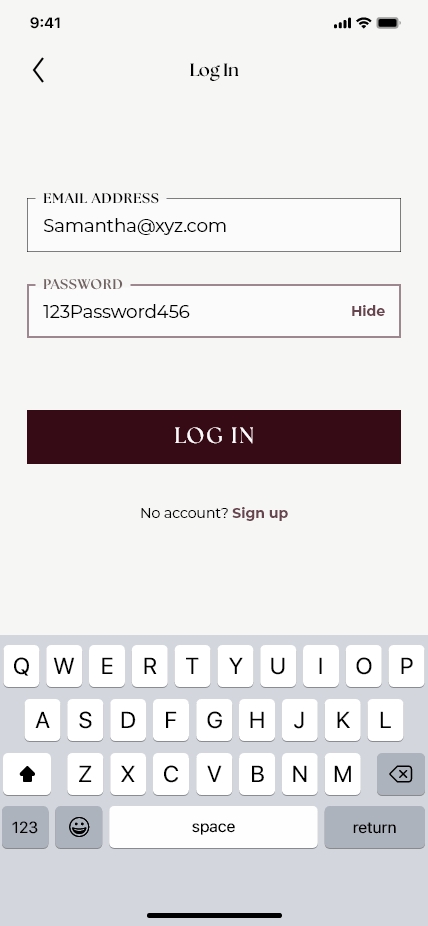 9:41
Log In
EMAIL ADDRESS
Samantha@xyz.com
PASSWORD
123Password456 Hide
LOG IN
No account? Sign up
Q W E R T Y U I O P
A S D F G H J K L
Z X C V B N M
123 space return